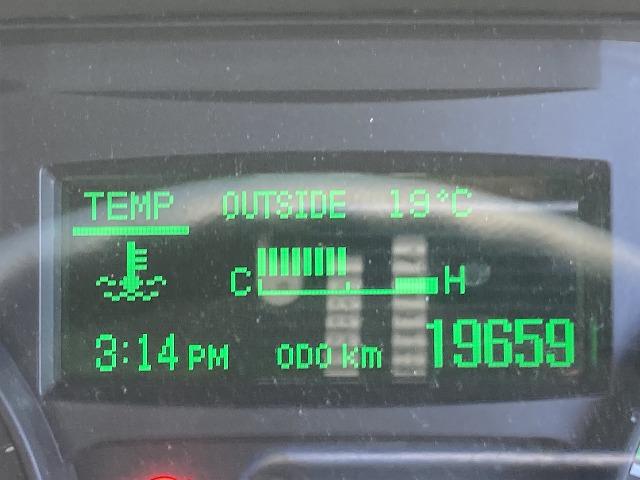 TEMP OUTSIDE 19°C
C H
3:14 PM ODO km 19659